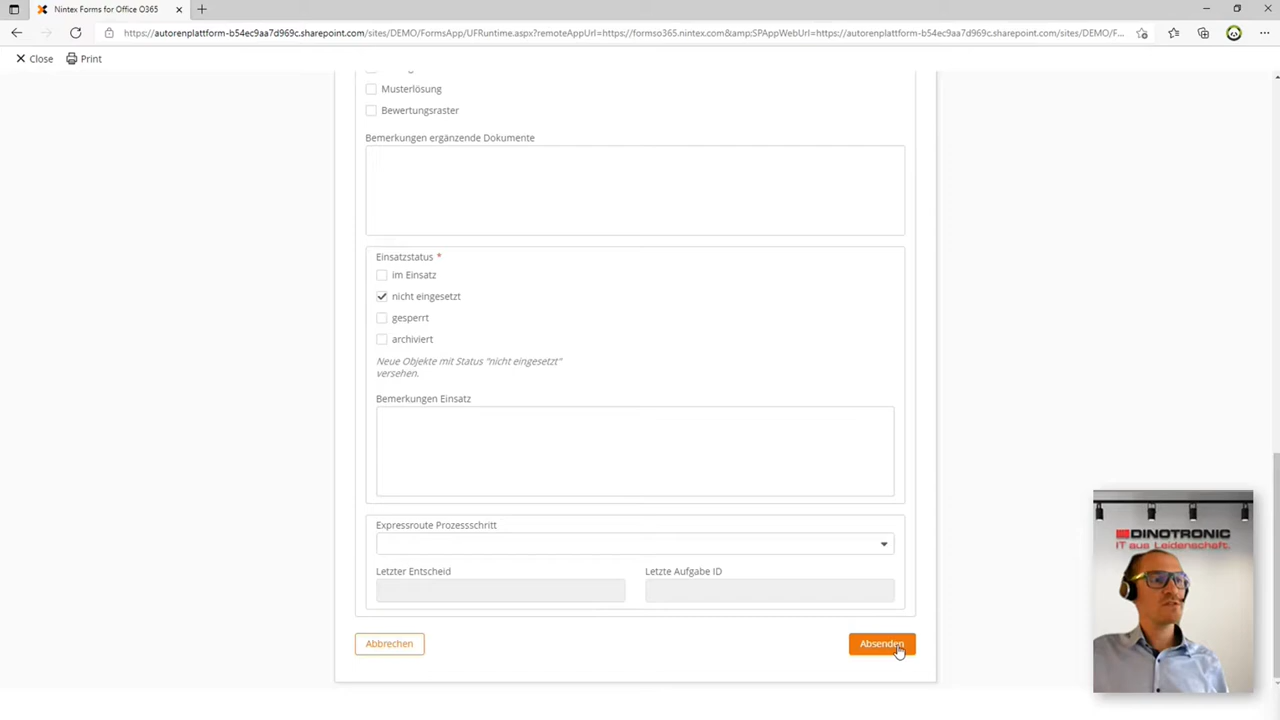 Nintex Forms for Office O365
https://autorenplattform-b54ec9aa7d969c.sharepoint.com/sites/DEMO/FormsApp/UFRuntime.aspx?remoteAppUrl=https://formso365.nintex.com&amp;SPAppWebUrl=https://autorenplattform-b54ec9aa7d969c.sharepoint.com/sites/DEMO/F...
Close Print
Musterlösung
Bewertungsraster
Bemerkungen ergänzende Dokumente
Einsatzstatus *
im Einsatz
nicht eingesetzt
gesperrt
archiviert
Neue Objekte mit Status "nicht eingesetzt"
versehen.
Bemerkungen Einsatz
Expressroute Prozessschritt
Letzter Entscheid Letzte Aufgabe ID
Abbrechen Absenden
DINOTRONIC
IT aus Leidenschaft.